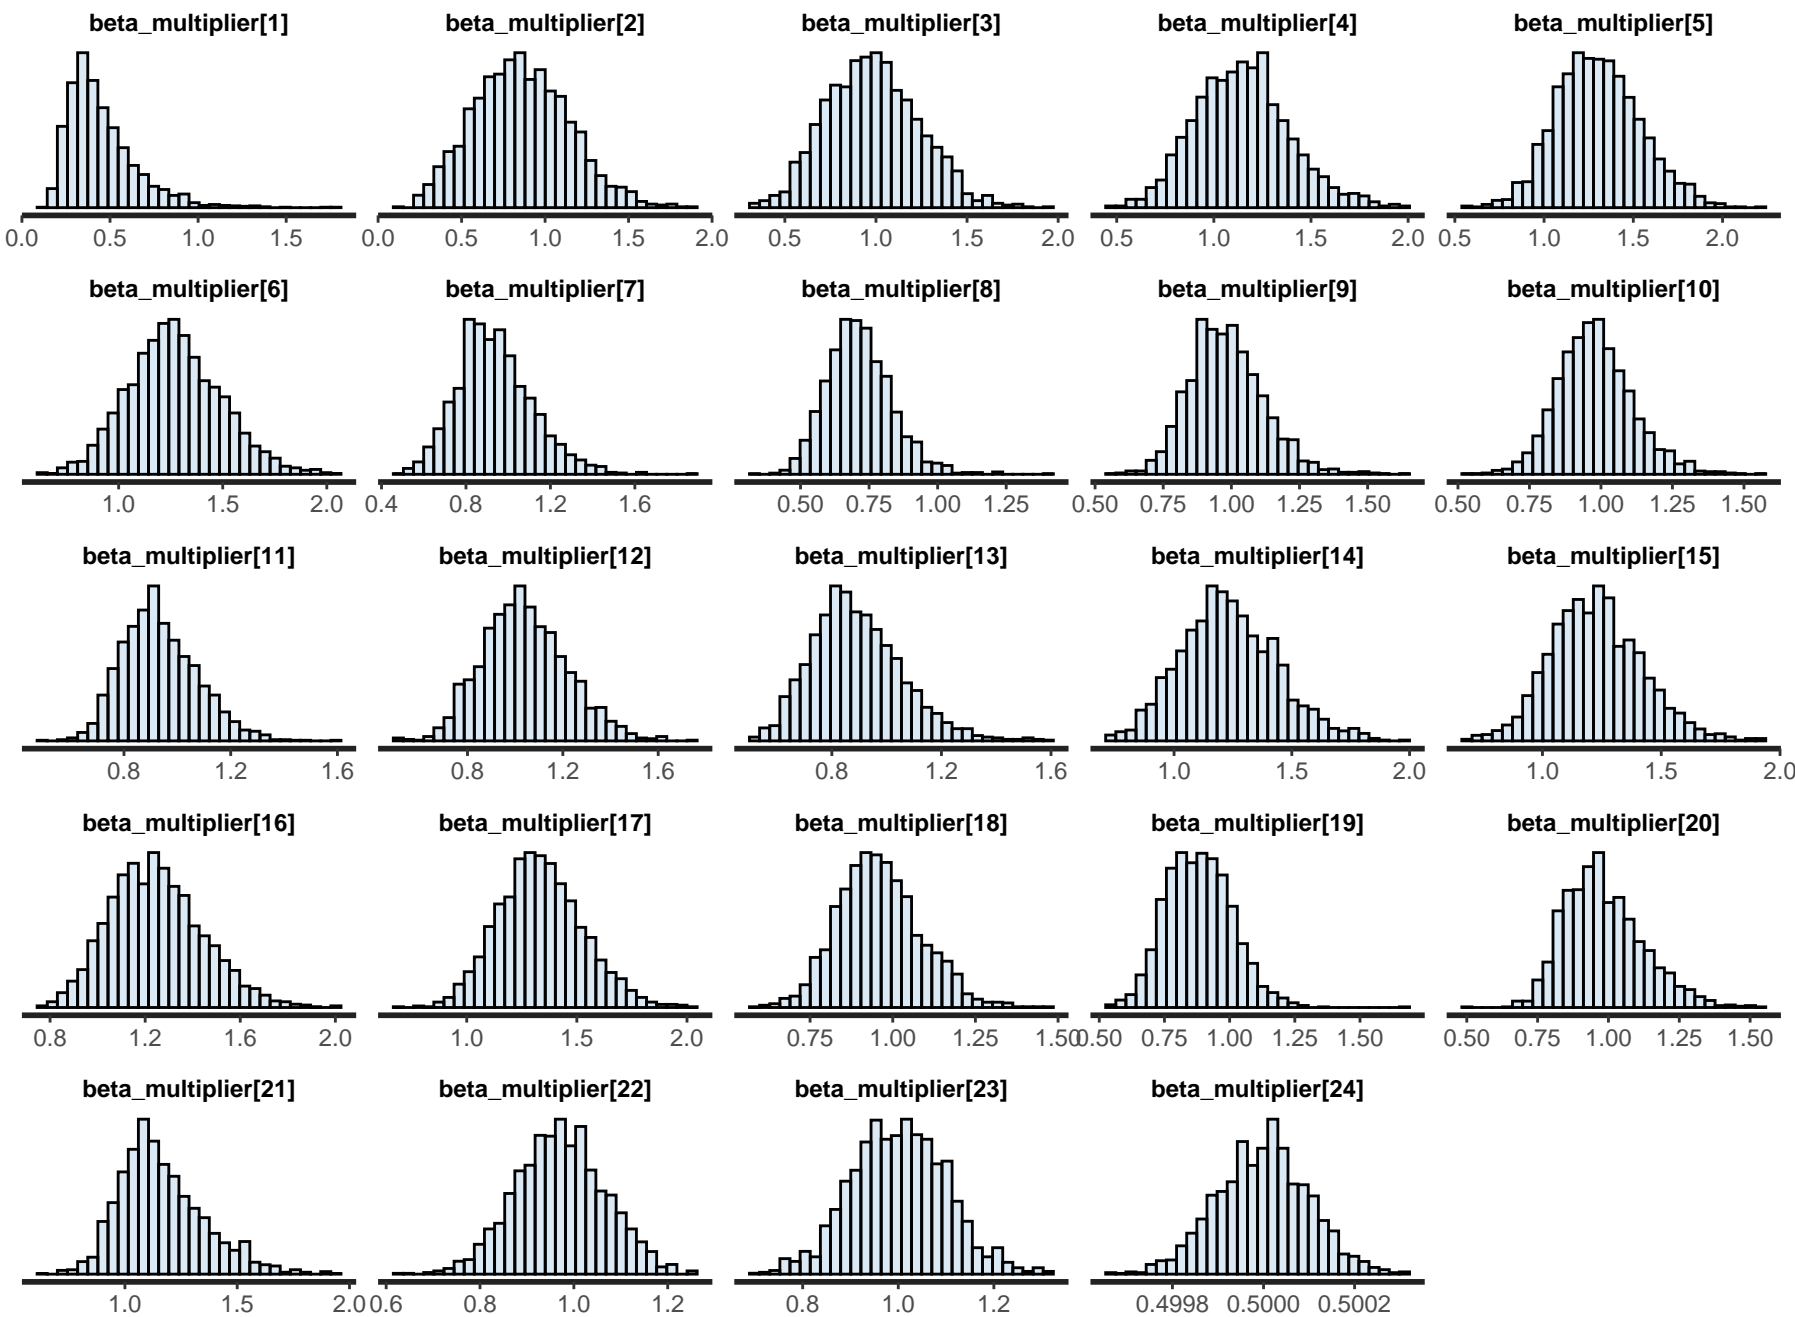 beta_multiplier[1] beta_multiplier[2] beta_multiplier[3] beta_multiplier[4] beta_multiplier[5]
0.0 0.5 1.0 1.5 0.0 0.5 1.0 1.5 2.0 0.5 1.0 1.5 2.0 0.5 1.0 1.5 2.0 0.5 1.0 1.5 2.0
beta_multiplier[6] beta_multiplier[7] beta_multiplier[8] beta_multiplier[9] beta_multiplier[10]
1.0 1.5 2.0 0.4 0.8 1.2 1.6 0.50 0.75 1.00 1.25 0.50 0.75 1.00 1.25 1.50 0.50 0.75 1.00 1.25 1.50
beta_multiplier[11] beta_multiplier[12] beta_multiplier[13] beta_multiplier[14] beta_multiplier[15]
0.8 1.2 1.6 0.8 1.2 1.6 0.8 1.2 1.6 1.0 1.5 2.0 1.0 1.5 2.0
beta_multiplier[16] beta_multiplier[17] beta_multiplier[18] beta_multiplier[19] beta_multiplier[20]
0.8 1.2 1.6 2.0 1.0 1.5 2.0 0.75 1.00 1.25 1.50 0.50 0.75 1.00 1.25 1.50 0.50 0.75 1.00 1.25 1.50
beta_multiplier[21] beta_multiplier[22] beta_multiplier[23] beta_multiplier[24]
1.0 1.5 2.0 0.6 0.8 1.0 1.2 0.8 1.0 1.2 0.4998 0.5000 0.5002